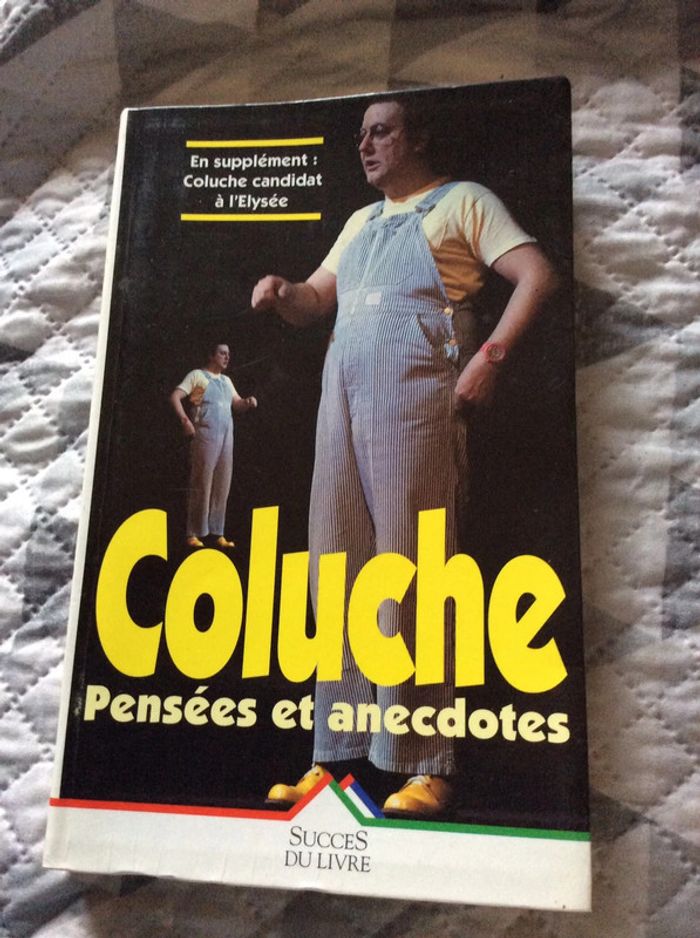 En supplément :
Coluche candidat
à l'Elysée
Coluche
Pensées et anecdotes
SUCCES
DU LIVRE